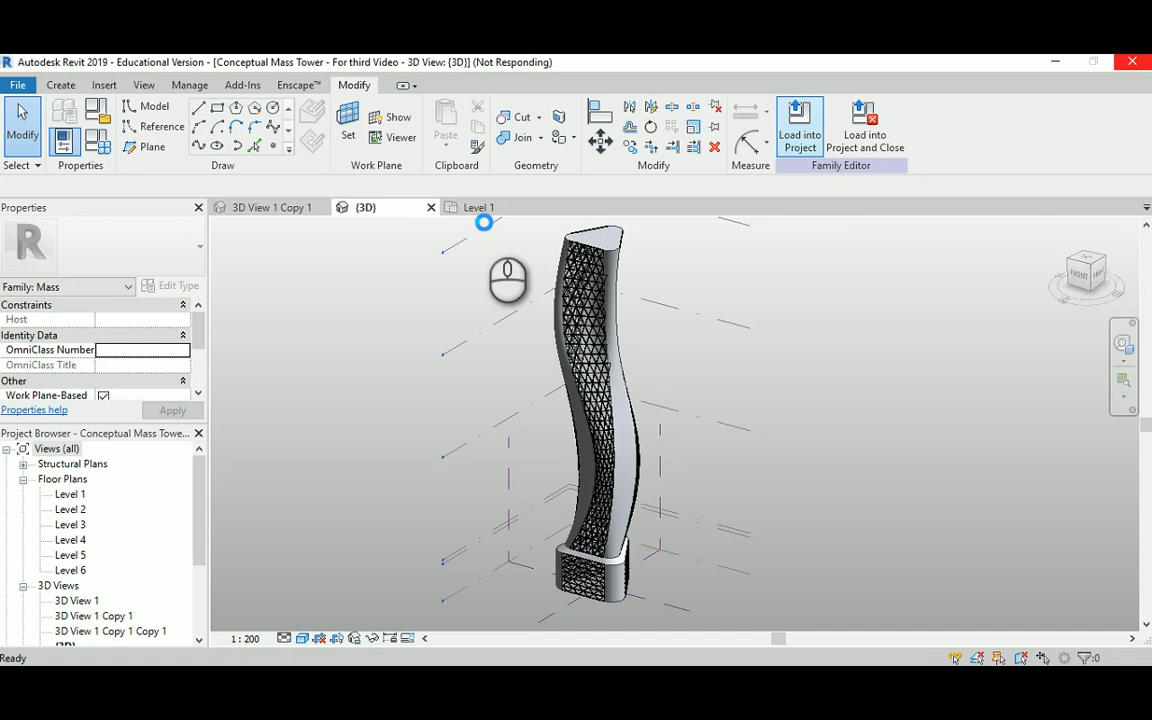 Autodesk Revit 2019 - Educational Version - [Conceptual Mass Tower - For third Video - 3D View: {3D}] (Not Responding)
File Create Insert View Manage Add-Ins Enscape™ Modify
Modify
Model
Reference
Plane
Set
Show
Viewer
Paste
Cut
Join
Load into Project
Load into Project and Close
Select Properties Draw Work Plane Clipboard Geometry Modify Measure Family Editor
Properties
3D View 1 Copy 1
{3D}
Level 1
R
Family: Mass
Edit Type
Constraints
Host
Identity Data
OmniClass Number
OmniClass Title
Other
Work Plane-Based
Properties help
Apply
Project Browser - Conceptual Mass Towe...
Views (all)
Structural Plans
Floor Plans
Level 1
Level 2
Level 3
Level 4
Level 5
Level 6
3D Views
3D View 1
3D View 1 Copy 1
3D View 1 Copy 1 Copy 1
{3D}
FRONT
1 : 200
Ready
:0